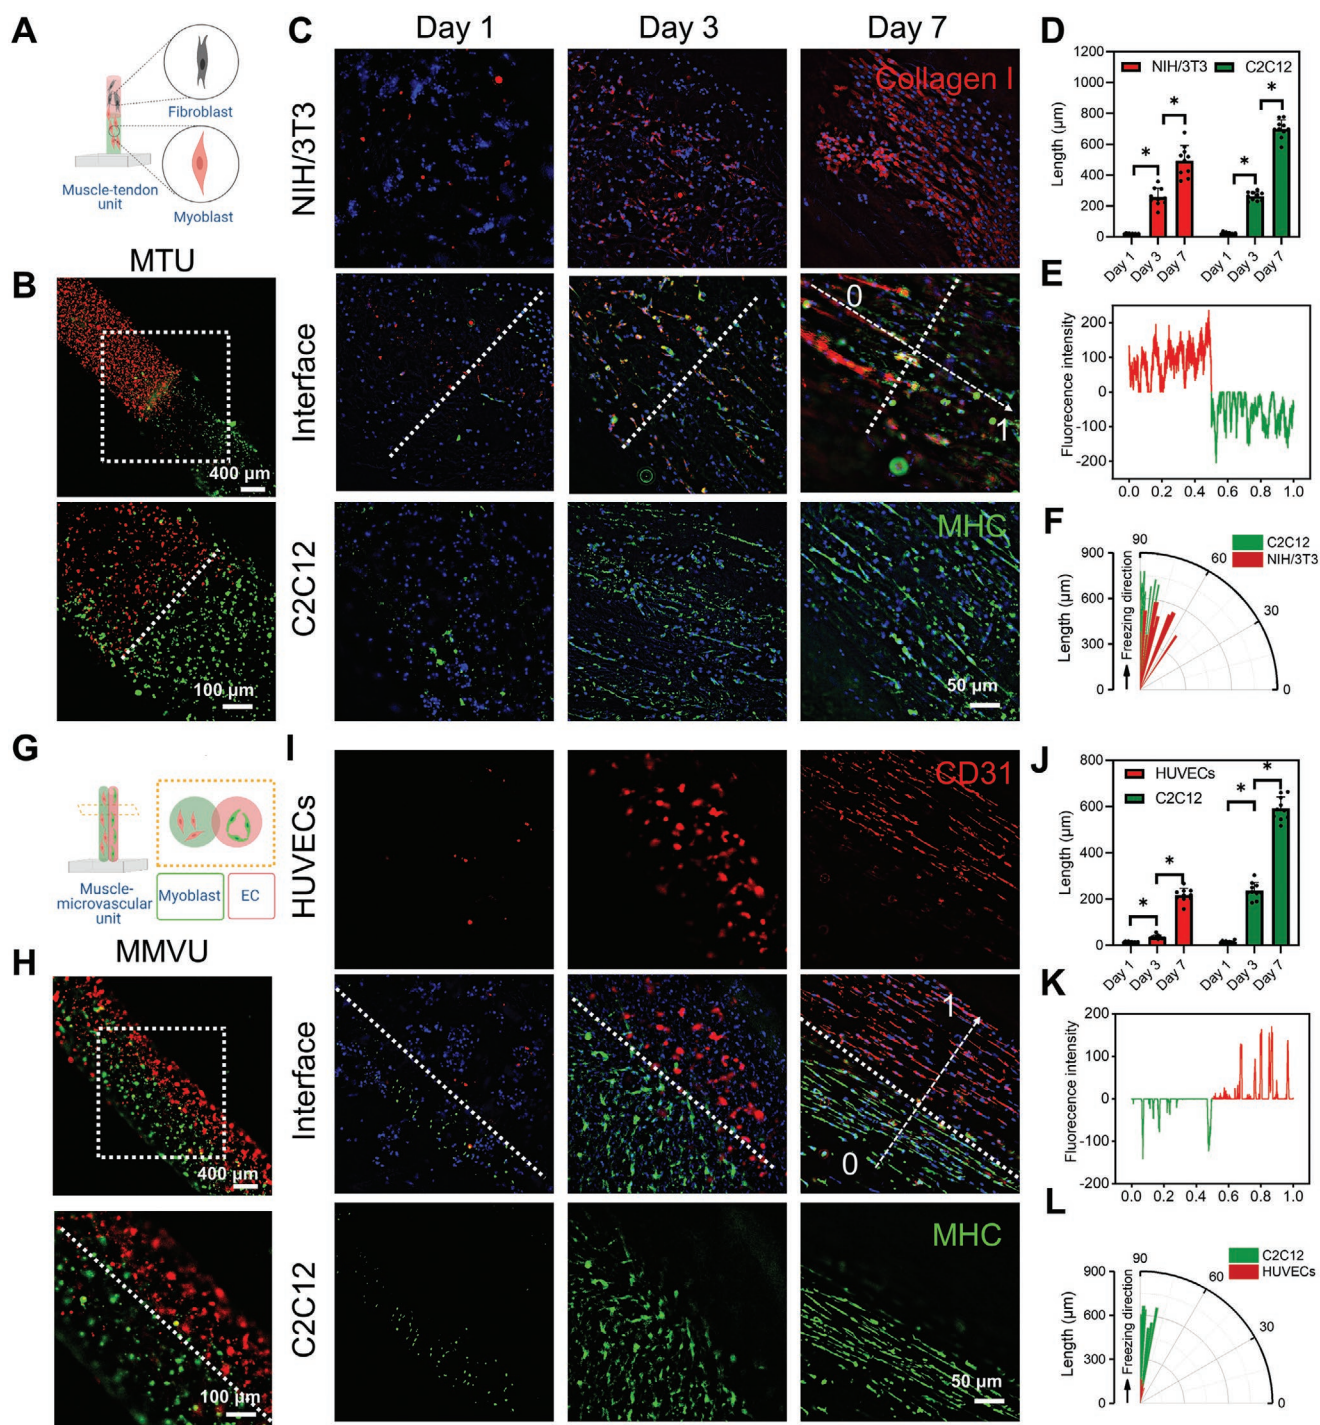 A
Fibroblast
Muscle-tendon
unit
Myoblast
B
MTU
400 µm
100 µm
C
Day 1
Day 3
Day 7
NIH/3T3
Collagen I
Interface
0
1
C2C12
MHC
50 µm
D
1200
1000
800
600
400
200
0
Length (µm)
NIH/3T3
C2C12
*
*
*
*
Day 1
Day 3
Day 7
Day 1
Day 3
Day 7
E
Fluorecence intensity
200
100
0
-100
-200
0.0 0.2 0.4 0.6 0.8 1.0
F
C2C12
NIH/3T3
Length (µm)
900
600
300
0
Freezing direction
90
60
30
0
G
Muscle-
microvascular
unit
Myoblast
EC
H
MMVU
400 µm
100 µm
I
HUVECs
CD31
Interface
1
0
C2C12
MHC
50 µm
J
800
600
400
200
0
Length (µm)
HUVECs
C2C12
*
*
*
*
Day 1
Day 3
Day 7
Day 1
Day 3
Day 7
K
Fluorecence intensity
200
100
0
-100
-200
0.0 0.2 0.4 0.6 0.8 1.0
L
C2C12
HUVECs
Length (µm)
900
600
300
0
Freezing direction
90
60
30
0